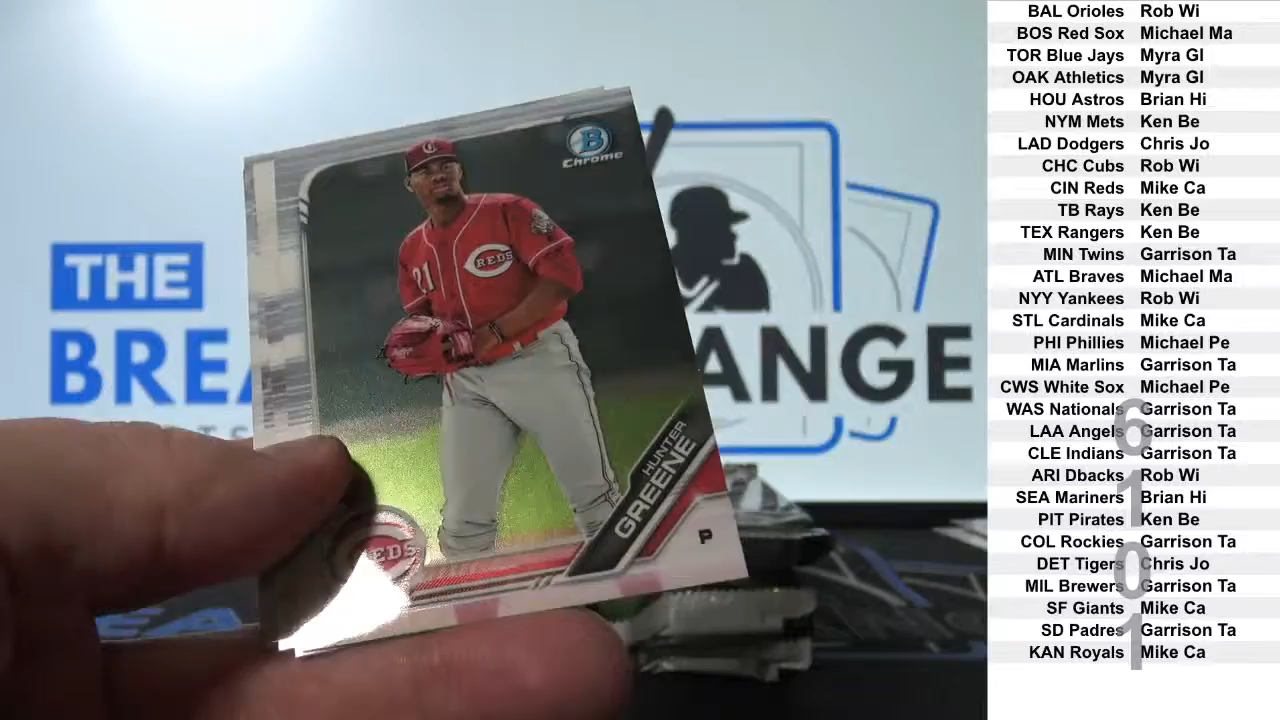 THE
BREA
ANGE
B
Chrome
21
REDS
HUNTER
GREENE
P
REDS
BAL Orioles Rob Wi
BOS Red Sox Michael Ma
TOR Blue Jays Myra Gl
OAK Athletics Myra Gl
HOU Astros Brian Hi
NYM Mets Ken Be
LAD Dodgers Chris Jo
CHC Cubs Rob Wi
CIN Reds Mike Ca
TB Rays Ken Be
TEX Rangers Ken Be
MIN Twins Garrison Ta
ATL Braves Michael Ma
NYY Yankees Rob Wi
STL Cardinals Mike Ca
PHI Phillies Michael Pe
MIA Marlins Garrison Ta
CWS White Sox Michael Pe
WAS Nationals Garrison Ta
LAA Angels Garrison Ta
CLE Indians Garrison Ta
ARI Dbacks Rob Wi
SEA Mariners Brian Hi
PIT Pirates Ken Be
COL Rockies Garrison Ta
DET Tigers Chris Jo
MIL Brewers Garrison Ta
SF Giants Mike Ca
SD Padres Garrison Ta
KAN Royals Mike Ca
6
1
0
1